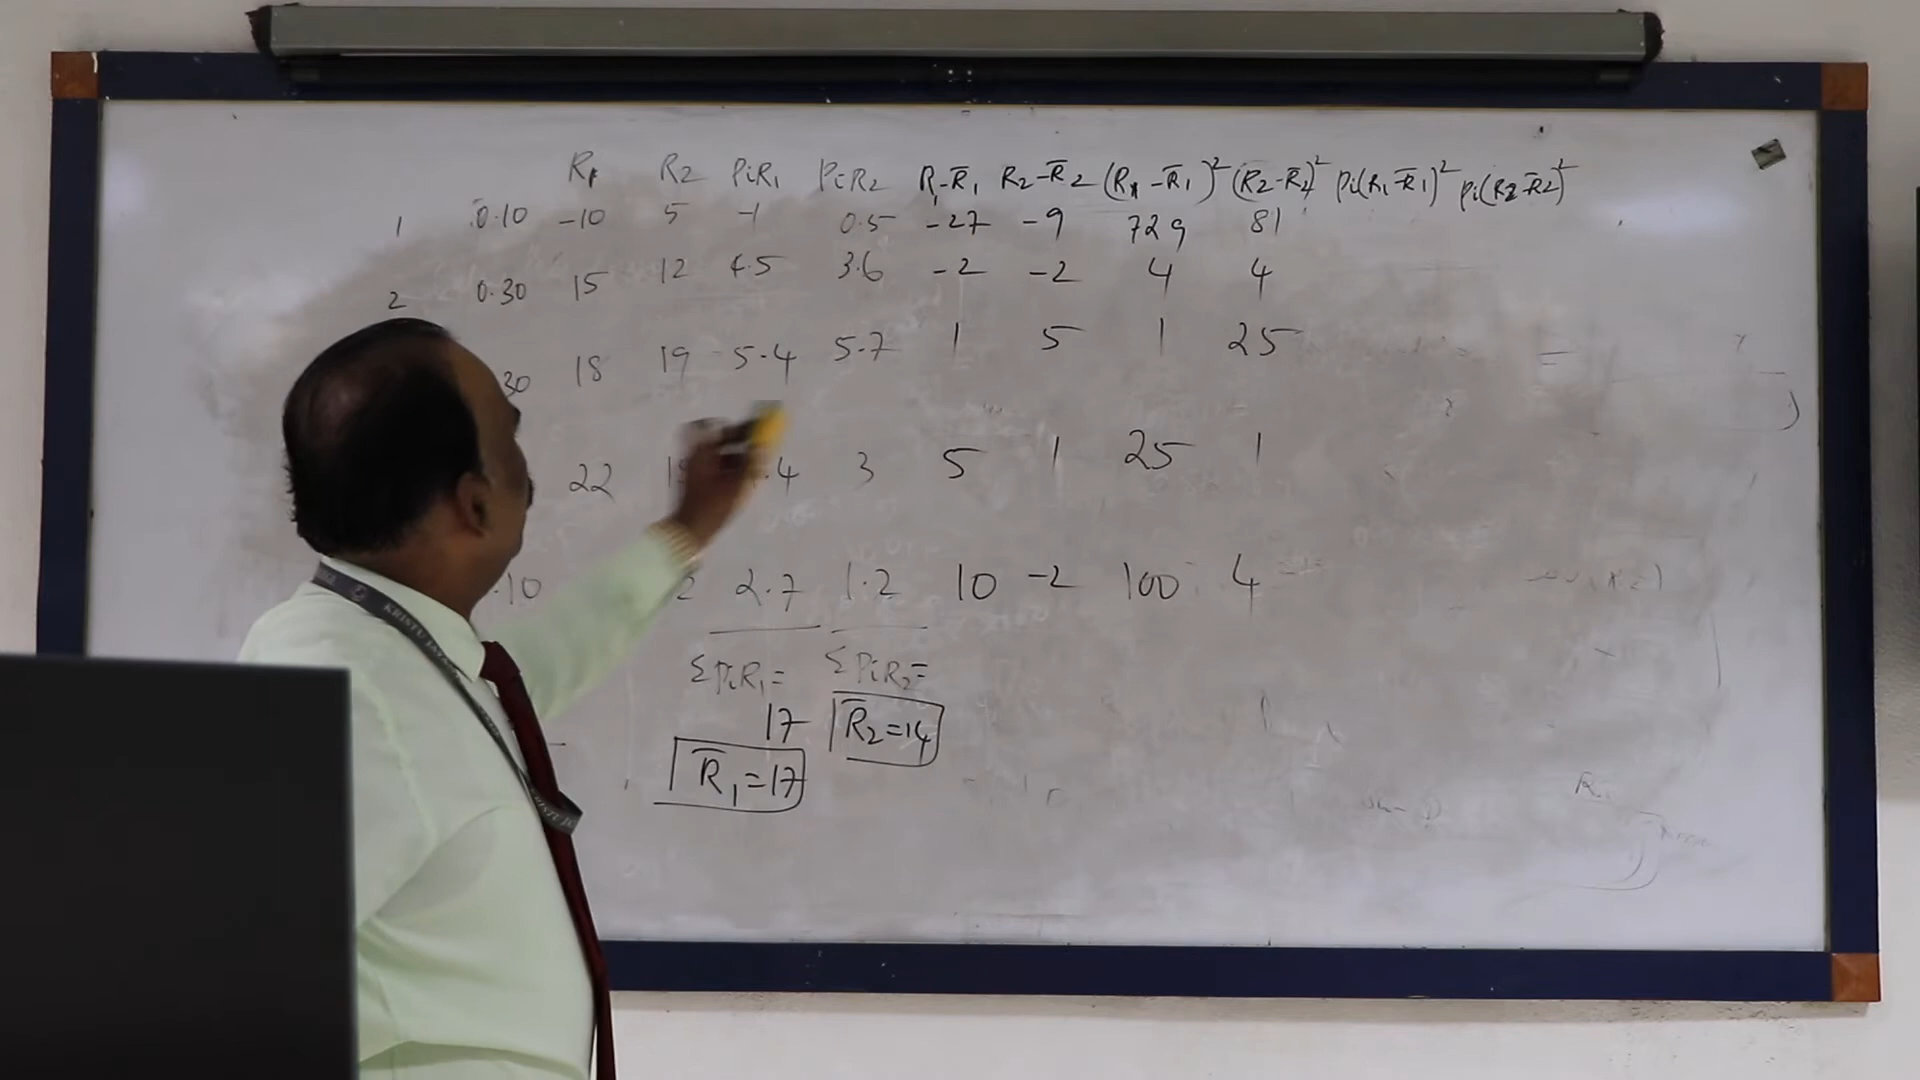 R1 R2 PiR1 PiR2 R1-R̄1 R2-R̄2 (R1-R̄1)² (R2-R̄2)² Pi(R1-R̄1)² Pi(R2-R̄2)²
1 0.10 -10 5 -1 0.5 -27 -9 729 81
2 0.30 15 12 4.5 3.6 -2 -2 4 4
30 18 19 5.4 5.7 1 5 1 25
22 .4 3 5 1 25 1
.10 2 2.7 1.2 10 -2 100 4
ΣPiR1= ΣPiR2=
17 R̄2=14
R̄1=17
KRISTU